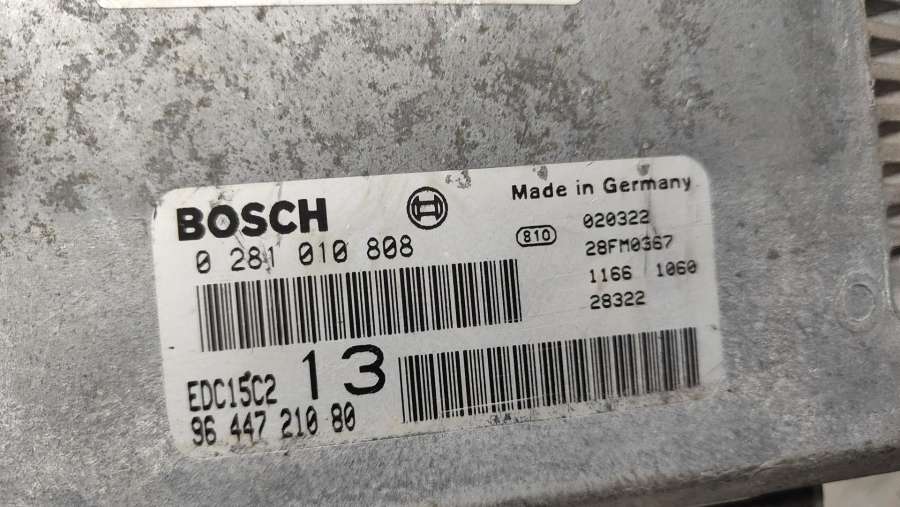 BOSCH
0 281 010 808
Made in Germany
810
020322
28FM0367
1166 1060
28322
EDC15C2
13
96 447 210 80